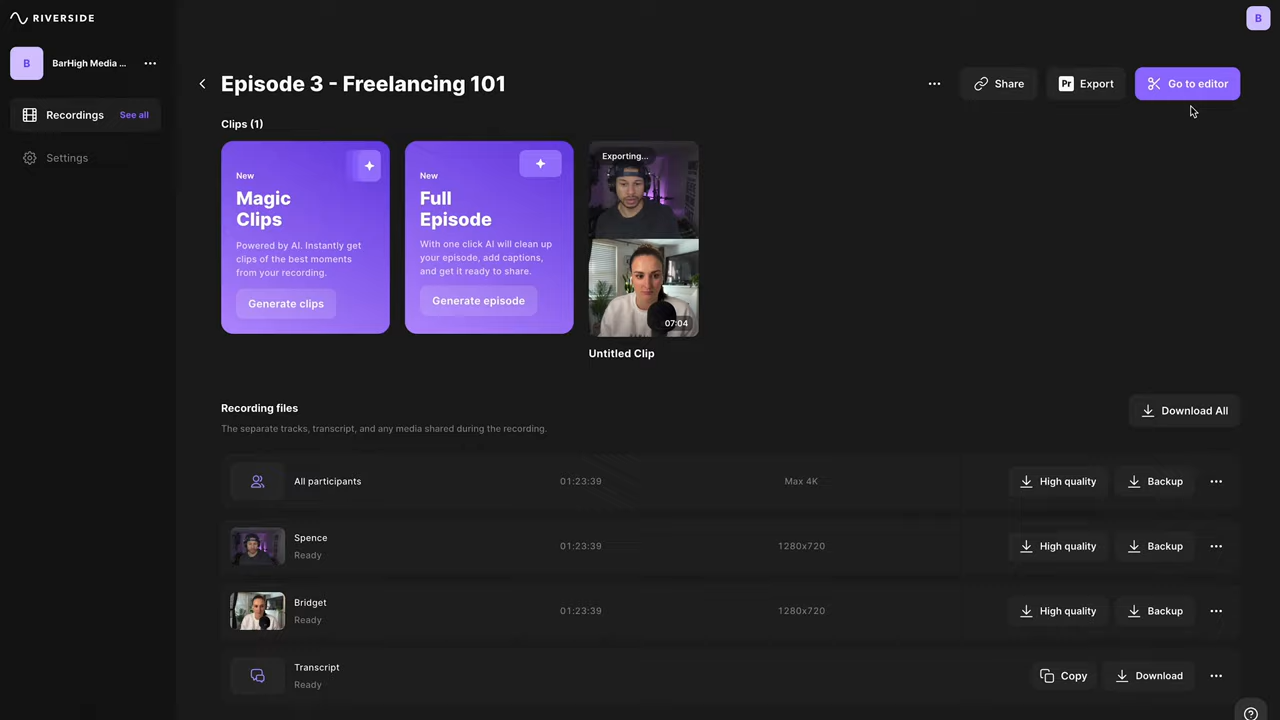 RIVERSIDE
B
B
BarHigh Media ...
Recordings
See all
Settings
Episode 3 - Freelancing 101
Share
Pr
Export
Go to editor
Clips (1)
New
Magic
Clips
Powered by AI. Instantly get
clips of the best moments
from your recording.
Generate clips
New
Full
Episode
With one click AI will clean up
your episode, add captions,
and get it ready to share.
Generate episode
Exporting...
07:04
Untitled Clip
Recording files
The separate tracks, transcript, and any media shared during the recording.
Download All
All participants
01:23:39
Max 4K
High quality
Backup
Spence
Ready
01:23:39
1280x720
High quality
Backup
Bridget
Ready
01:23:39
1280x720
High quality
Backup
Transcript
Ready
Copy
Download